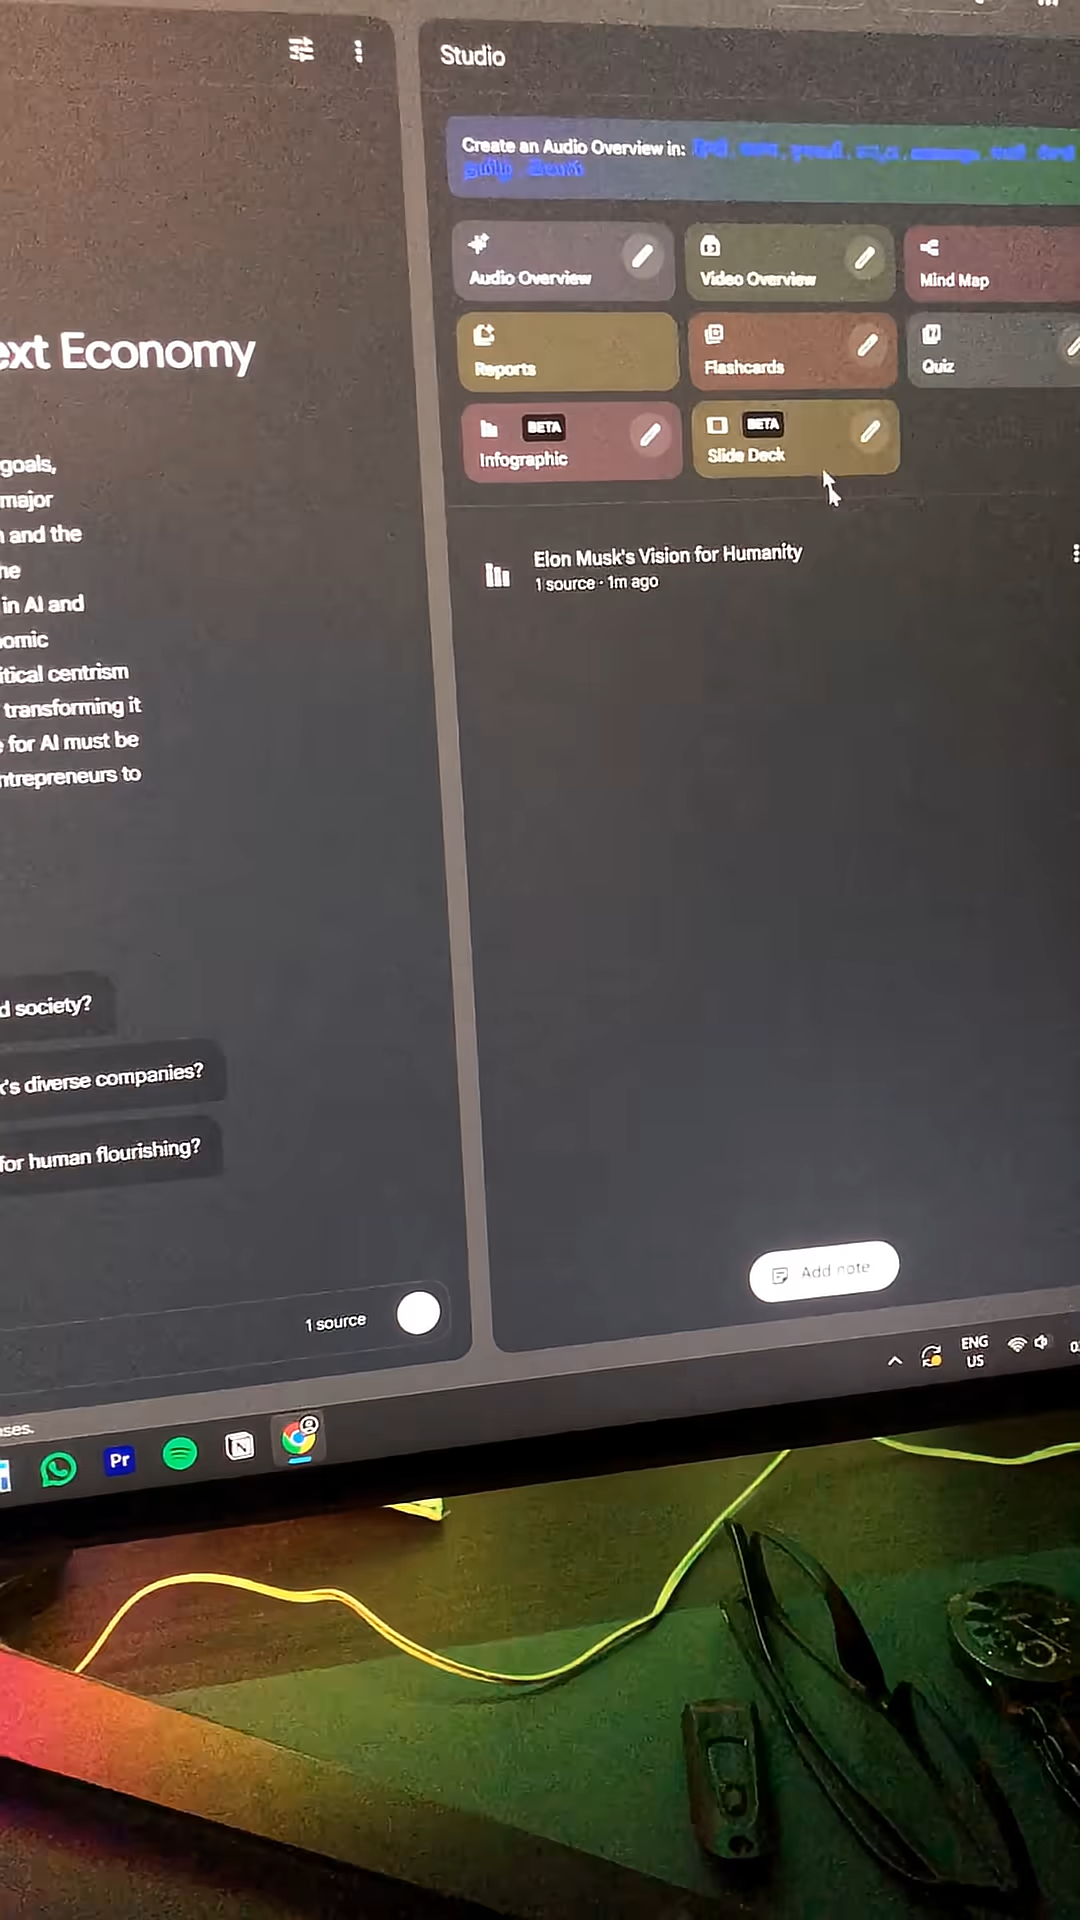 Studio
Create an Audio Overview in:
தமிழ்
Audio Overview
Video Overview
Mind Map
Reports
Flashcards
Quiz
BETA
Infographic
BETA
Slide Deck
Elon Musk's Vision for Humanity
1 source · 1m ago
Add note
ext Economy
goals,
major
and the
in AI and
omic
itical centrism
transforming it
for AI must be
ntrepreneurs to
d society?
's diverse companies?
for human flourishing?
1 source
ses.
Pr
ENG
US